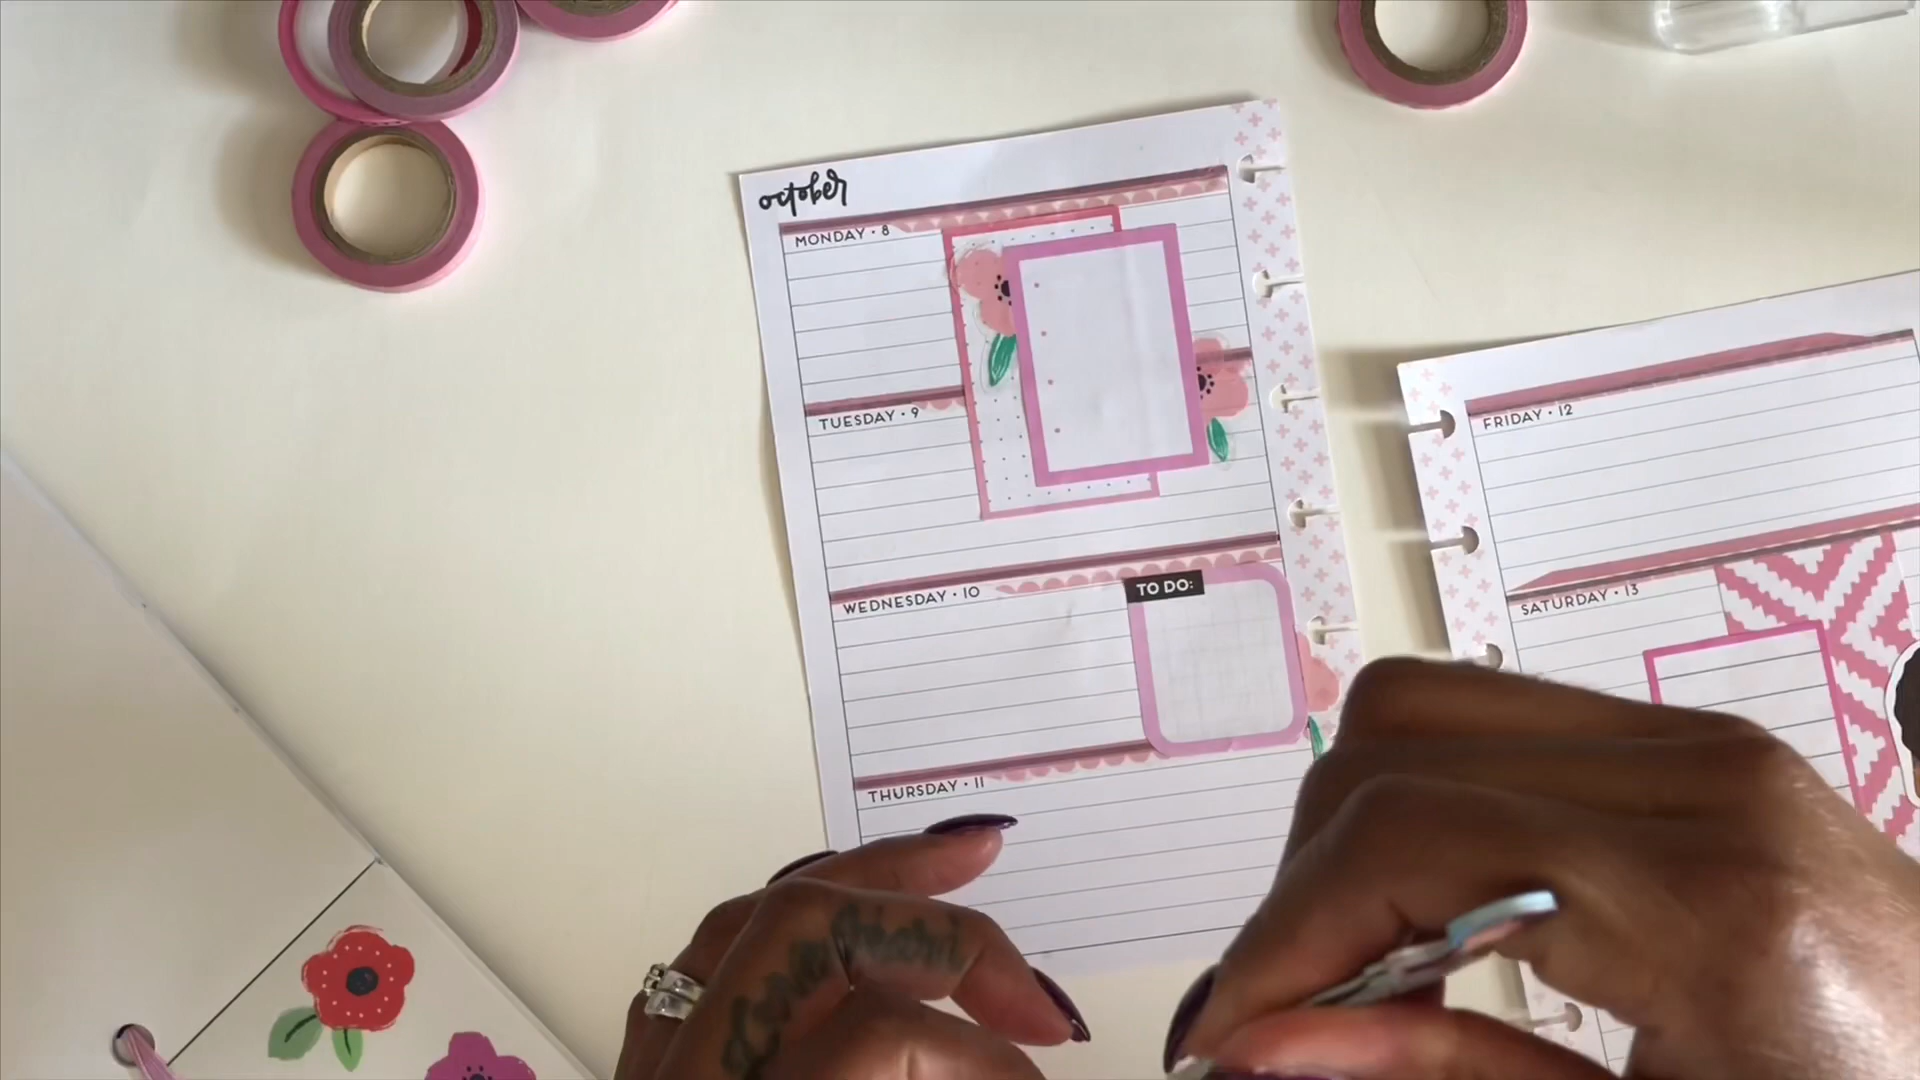 october
MONDAY • 8
TUESDAY • 9
WEDNESDAY • 10
TO DO:
THURSDAY • 11
FRIDAY • 12
SATURDAY • 13